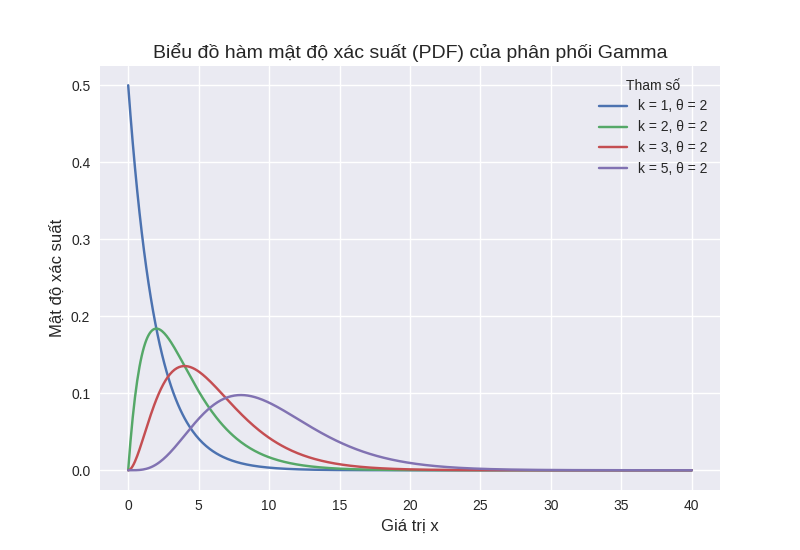 Biểu đồ hàm mật độ xác suất (PDF) của phân phối Gamma
Tham số
k = 1, θ = 2
k = 2, θ = 2
k = 3, θ = 2
k = 5, θ = 2
Mật độ xác suất
0.5
0.4
0.3
0.2
0.1
0.0
0 5 10 15 20 25 30 35 40
Giá trị x